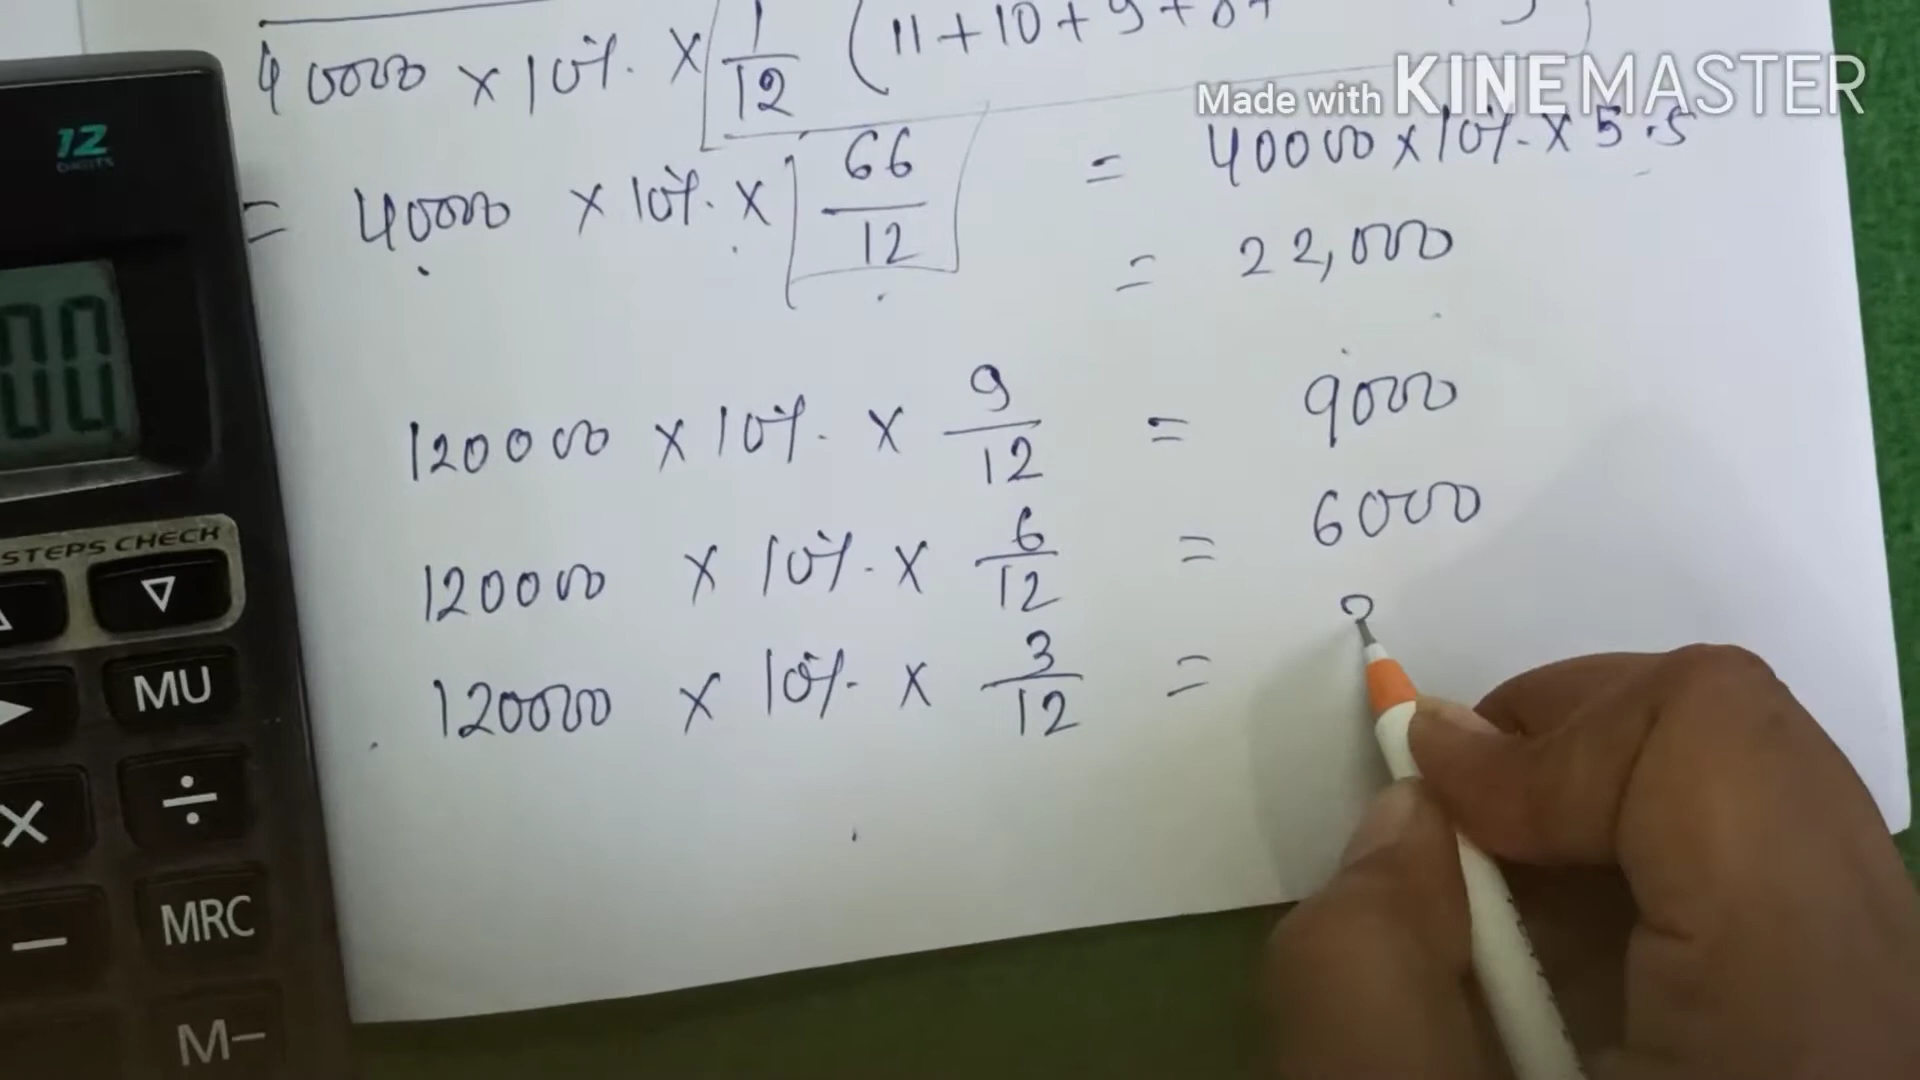 40000 × 10% × 1/12 (11+10+9+8+
Made with KINEMASTER
= 40000 × 10% × 66/12 = 40000 × 10% × 5.5
= 22,000
120000 × 10% × 9/12 = 9000
120000 × 10% × 6/12 = 6000
120000 × 10% × 3/12 =
12
DIGITS
00
STEPS CHECK
▽
MU
× ÷
− MRC
M−